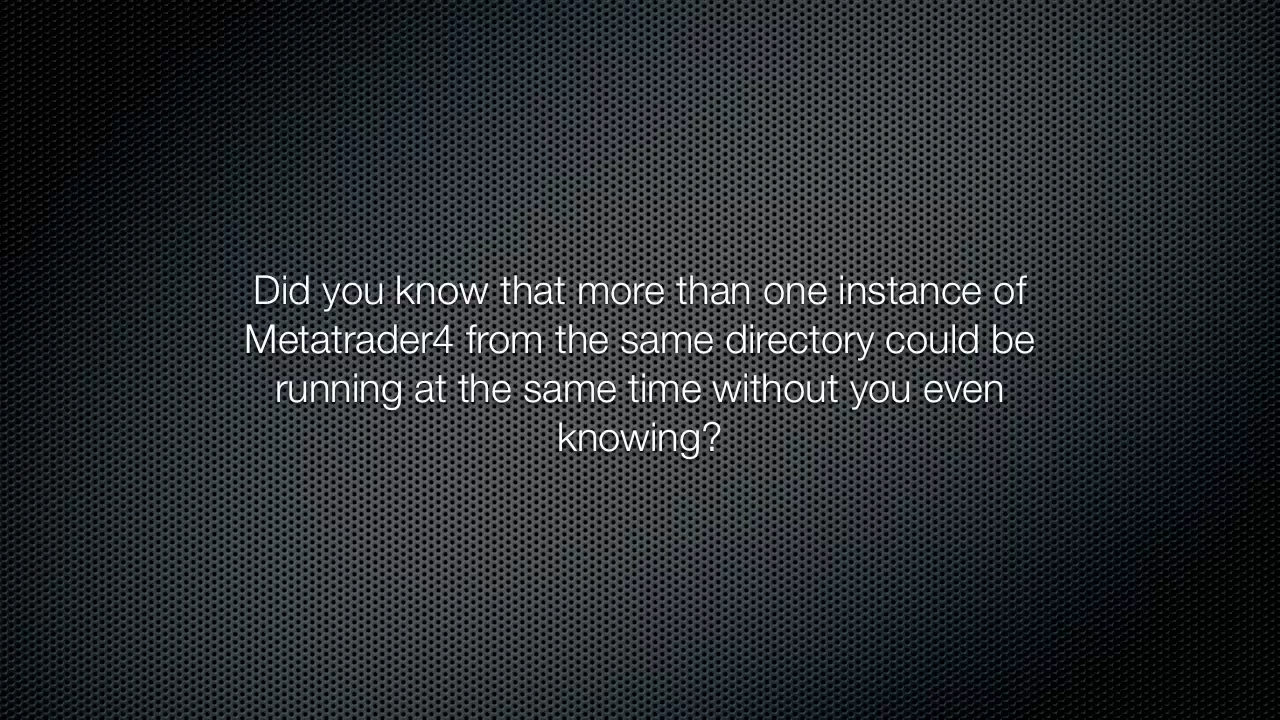 Did you know that more than one instance of
Metatrader4 from the same directory could be
running at the same time without you even
knowing?